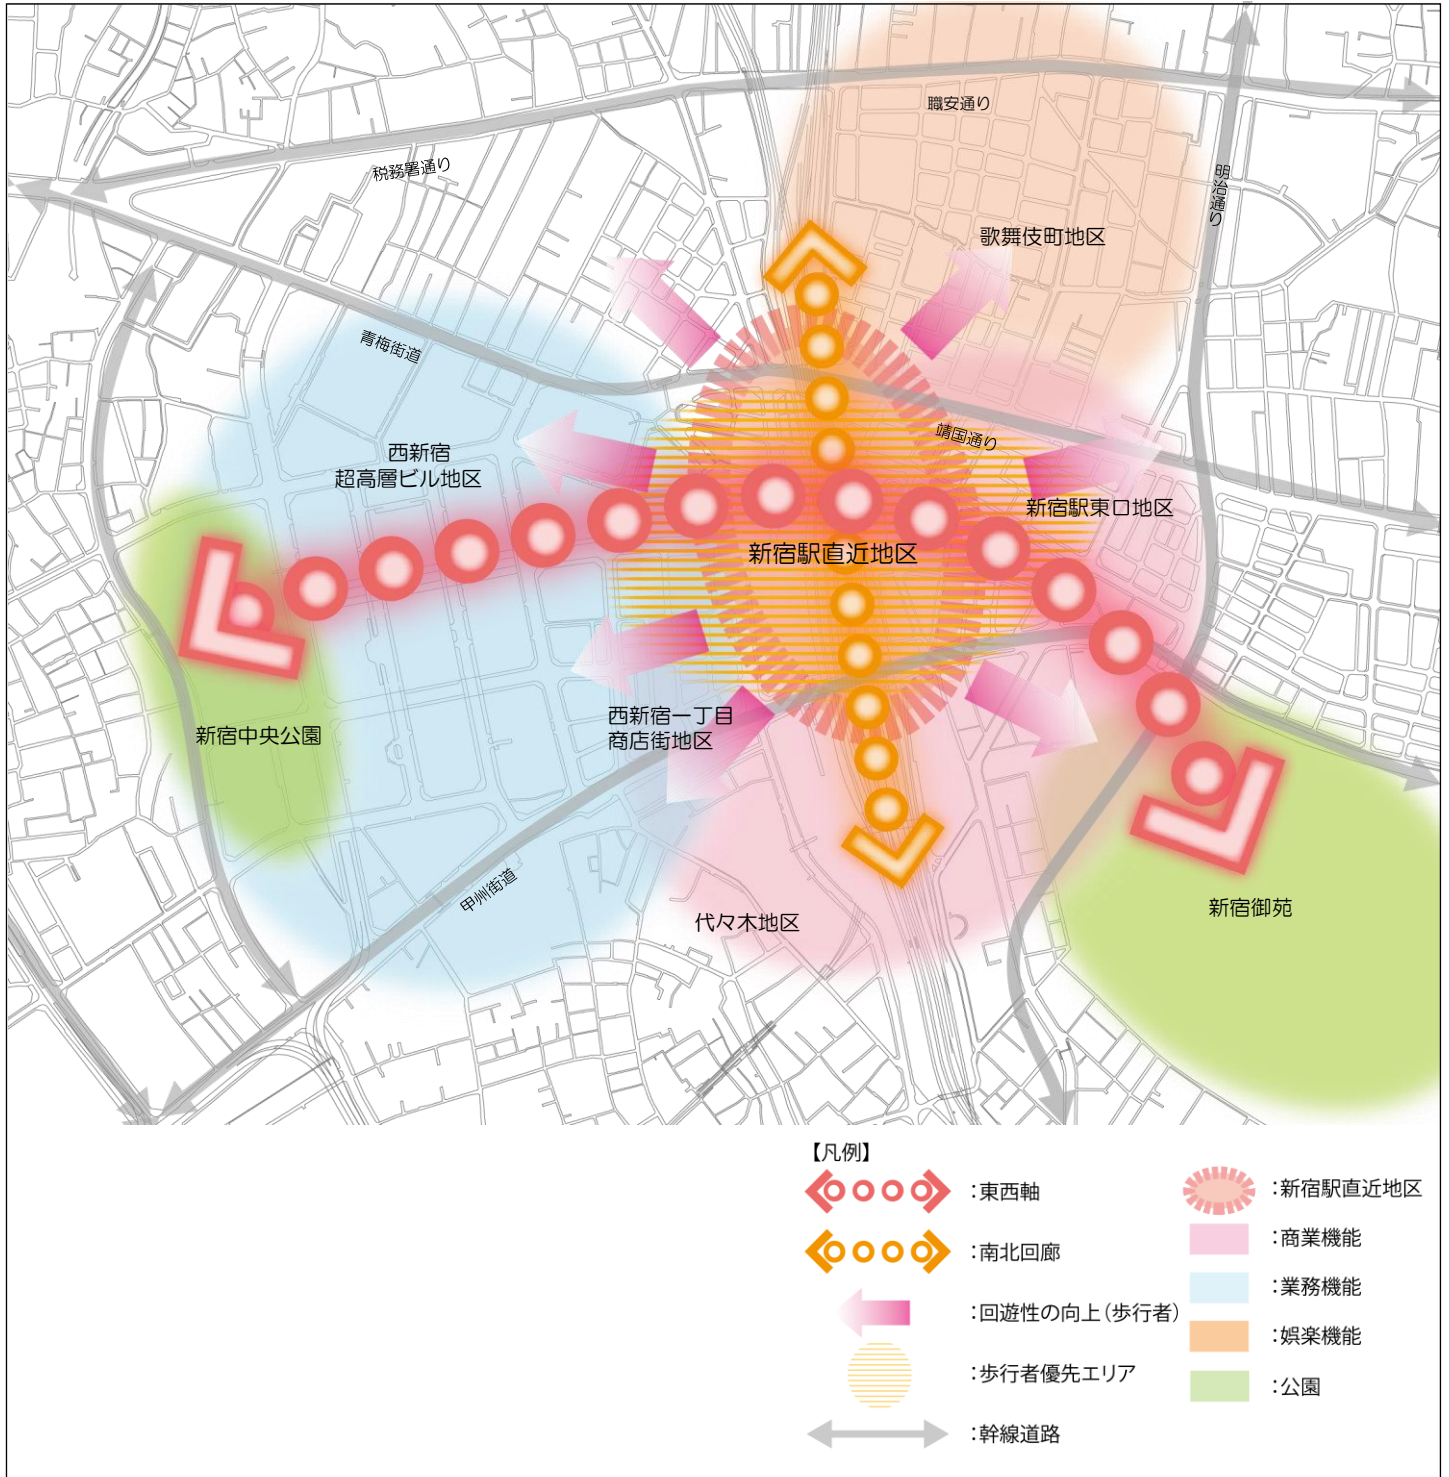 職安通り
税務署通り
明治通り
歌舞伎町地区
青梅街道
靖国通り
西新宿
超高層ビル地区
新宿駅東口地区
新宿駅直近地区
西新宿一丁目
商店街地区
新宿中央公園
甲州街道
代々木地区
新宿御苑
【凡例】
：東西軸
：南北回廊
：回遊性の向上（歩行者）
：歩行者優先エリア
：幹線道路
：新宿駅直近地区
：商業機能
：業務機能
：娯楽機能
：公園